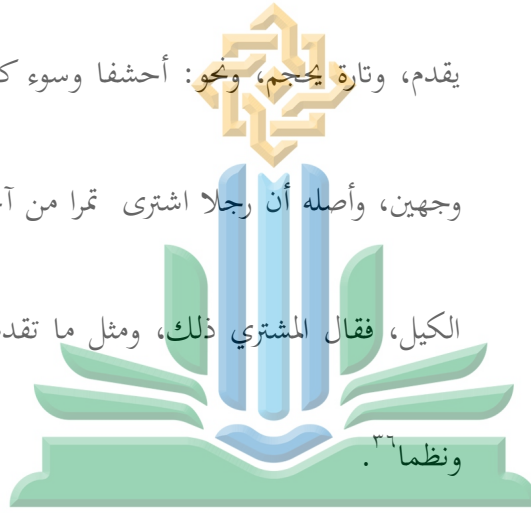 يقدم، وتارة يحجم، ونحو: أحشفا وسوء
وجهين، وأصله أن رجلا اشترى تمرا من
الكيل، فقال المشتري ذلك، ومثل ما
ونظما٣٦.